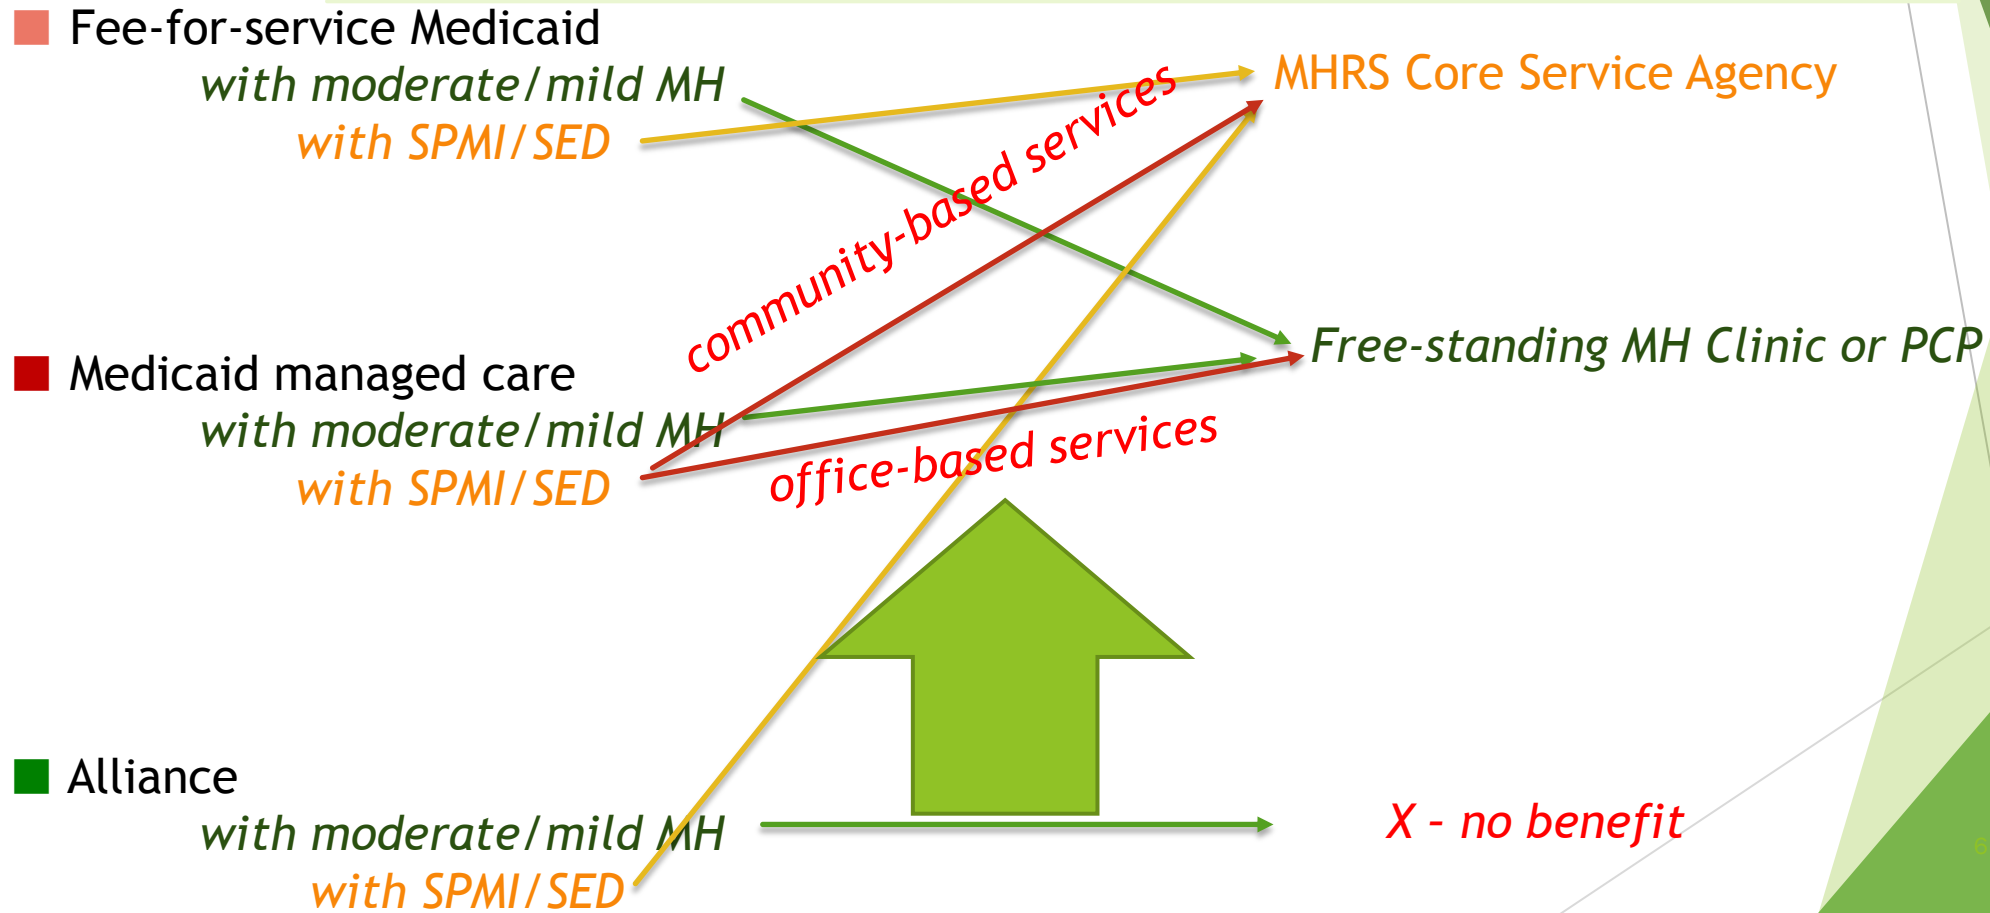 Fee-for-service Medicaid
with moderate/mild MH
with SPMI/SED
MHRS Core Service Agency
community-based services
Free-standing MH Clinic or PCP
Medicaid managed care
with moderate/mild MH
with SPMI/SED
office-based services
Alliance
with moderate/mild MH
with SPMI/SED
X – no benefit
6